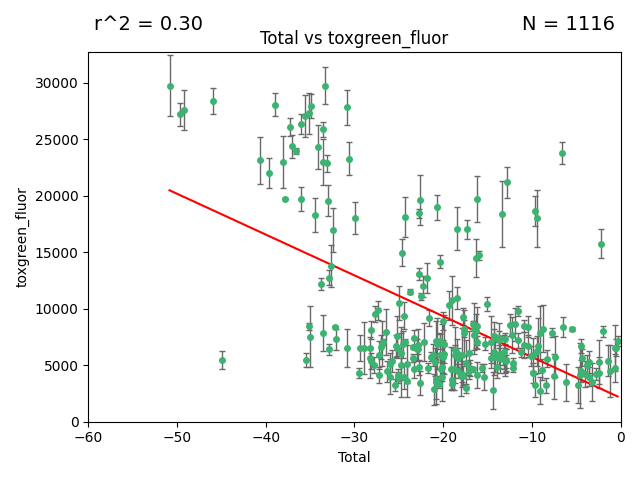 r^2 = 0.30
N = 1116
Total vs toxgreen_fluor
30000
25000
20000
15000
10000
5000
0
toxgreen_fluor
−60
−50
−40
−30
−20
−10
0
Total